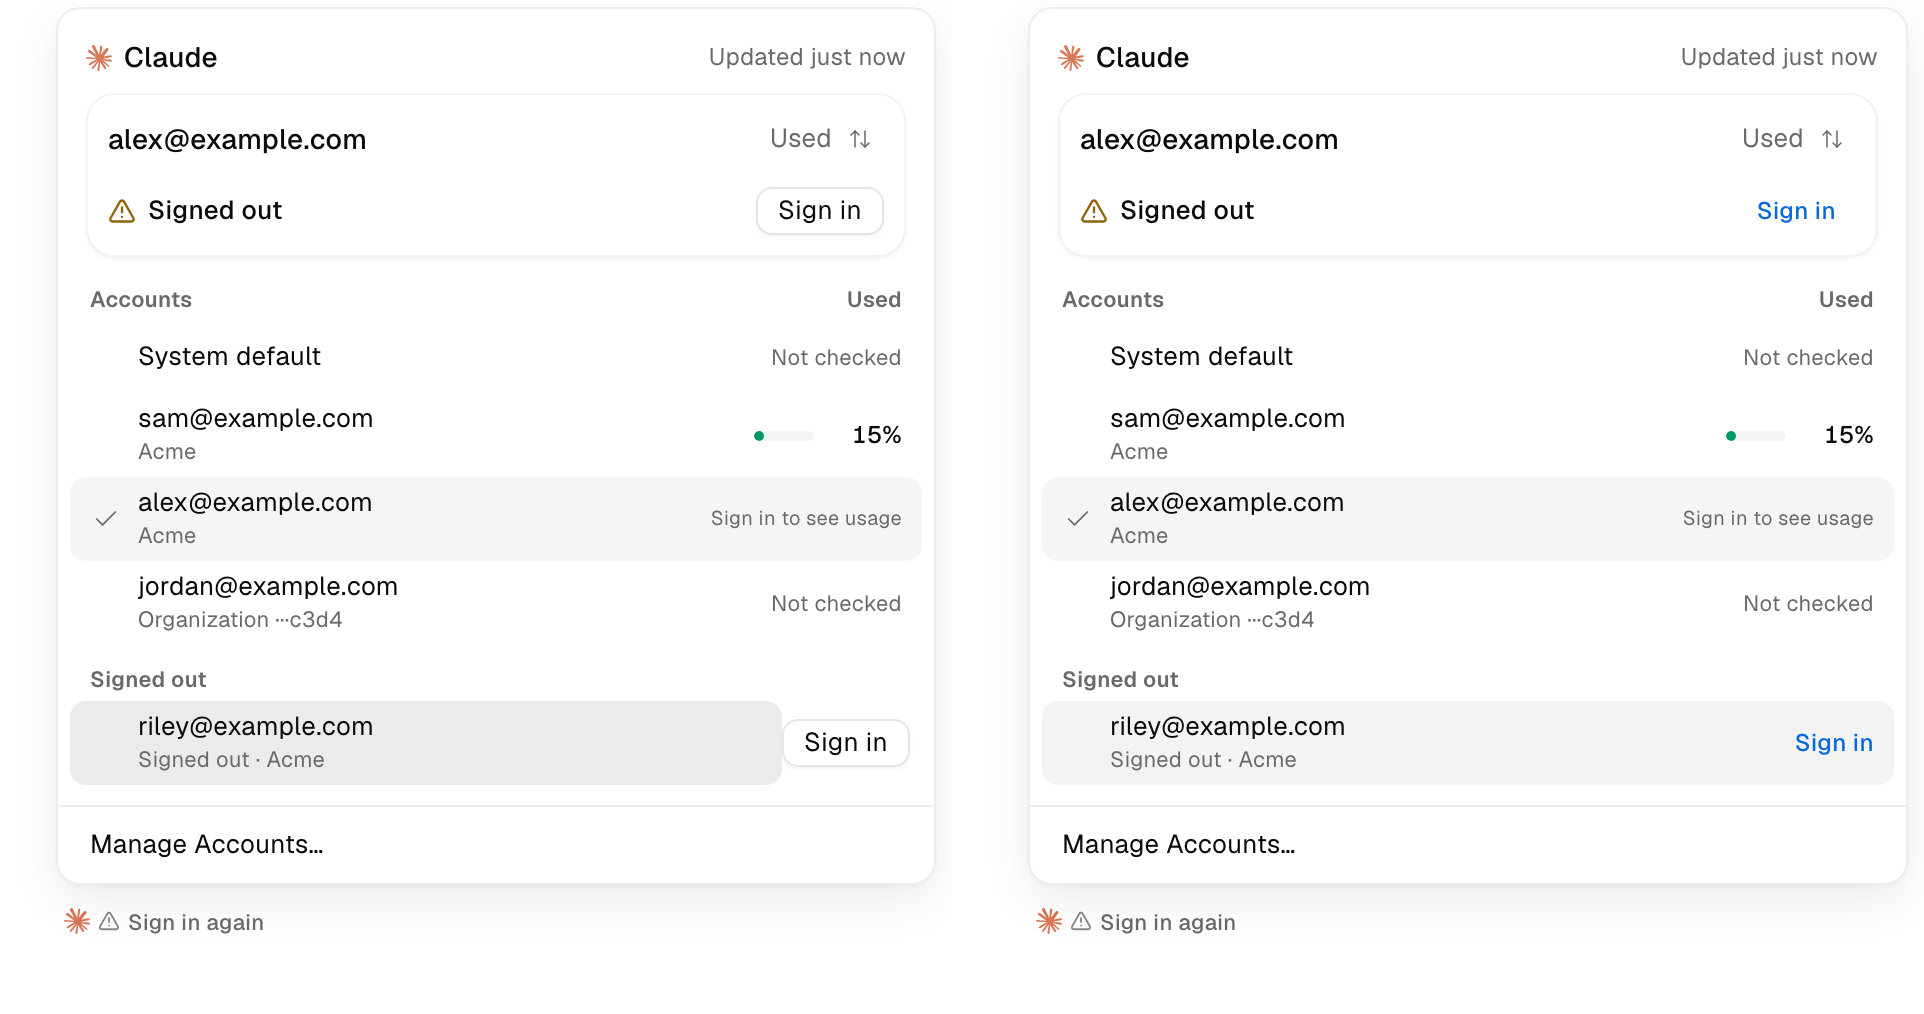 Claude
Updated just now
alex@example.com
Used
Signed out
Sign in
Accounts
Used
System default
Not checked
sam@example.com
Acme
15%
alex@example.com
Acme
Sign in to see usage
jordan@example.com
Organization ···c3d4
Not checked
Signed out
riley@example.com
Signed out · Acme
Sign in
Manage Accounts…
Sign in again
Claude
Updated just now
alex@example.com
Used
Signed out
Sign in
Accounts
Used
System default
Not checked
sam@example.com
Acme
15%
alex@example.com
Acme
Sign in to see usage
jordan@example.com
Organization ···c3d4
Not checked
Signed out
riley@example.com
Signed out · Acme
Sign in
Manage Accounts…
Sign in again